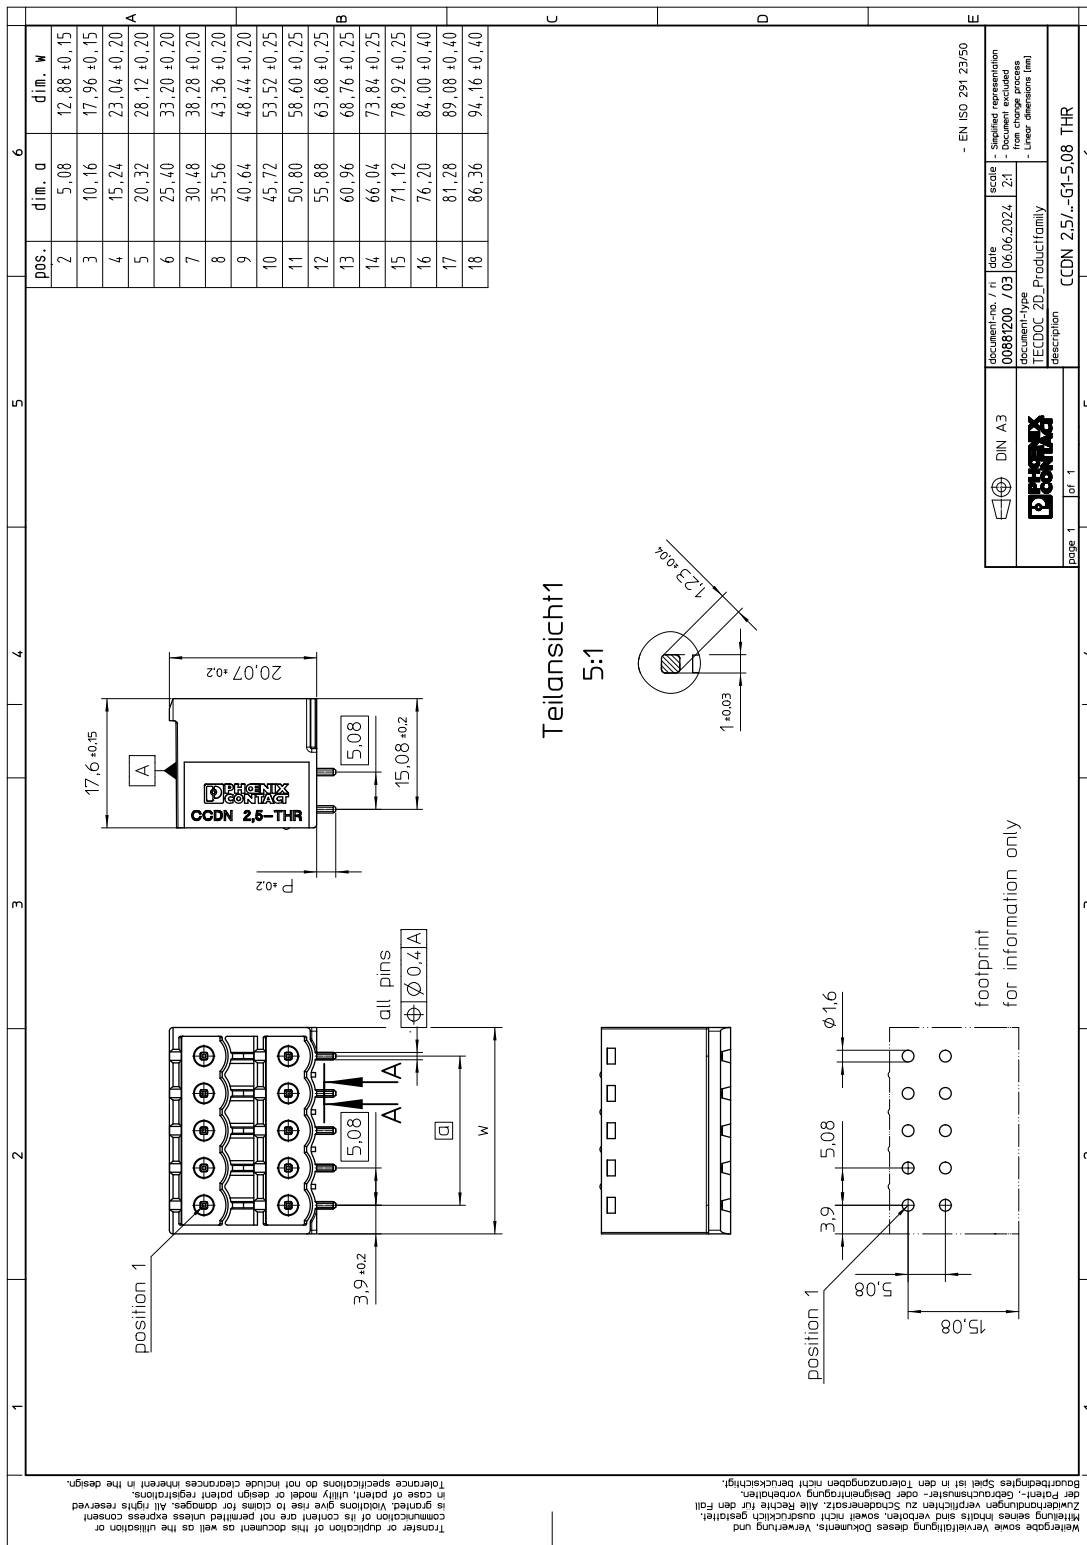 1
2
3
4
5
6
A
B
C
D
E
pos. dim. a dim. w
2 5,08 12,88 ±0,15
3 10,16 17,96 ±0,15
4 15,24 23,04 ±0,20
5 20,32 28,12 ±0,20
6 25,40 33,20 ±0,20
7 30,48 38,28 ±0,20
8 35,56 43,36 ±0,20
9 40,64 48,44 ±0,20
10 45,72 53,52 ±0,25
11 50,80 58,60 ±0,25
12 55,88 63,68 ±0,25
13 60,96 68,76 ±0,25
14 66,04 73,84 ±0,25
15 71,12 78,92 ±0,25
16 76,20 84,00 ±0,40
17 81,28 89,08 ±0,40
18 86,36 94,16 ±0,40
position 1
3,9 ±0,2
5,08
a
w
A
A
all pins
Ø 0,4 A
17,6 ±0,15
A
PHŒNIX
CONTACT
CCDN 2,5-THR
20,07 ±0,2
P ±0,2
5,08
15,08 ±0,2
Teilansicht1
5:1
1 ±0,03
1,23 ±0,04
position 1
3,9
5,08
Ø 1,6
5,08
15,08
footprint
for information only
- EN ISO 291 23/50
DIN A3
PHŒNIX
CONTACT
page 1 of 1
document-no. / ri
00881200 / 03
date
06.06.2024
scale
2:1
- Simplified representation
- Document excluded
from change process
- Linear dimensions [mm]
document-type
TECDOC 2D_Productfamily
description
CCDN 2,5/..-G1-5,08 THR
Transfer or duplication of this document as well as the utilisation or
communication of its content are not permitted unless express consent
is granted. Violations give rise to claims for damages. All rights reserved
in case of patent, utility model or design patent registrations.
Tolerance specifications do not include clearances inherent in the design.
Weitergabe sowie Vervielfältigung dieses Dokuments, Verwertung und
Mitteilung seines Inhalts sind verboten, soweit nicht ausdrücklich gestattet.
Zuwiderhandlungen verpflichten zu Schadenersatz. Alle Rechte für den Fall
der Patent-, Gebrauchsmuster- oder Designeintragung vorbehalten.
Bauartbedingtes Spiel ist in den Toleranzangaben nicht berücksichtigt.